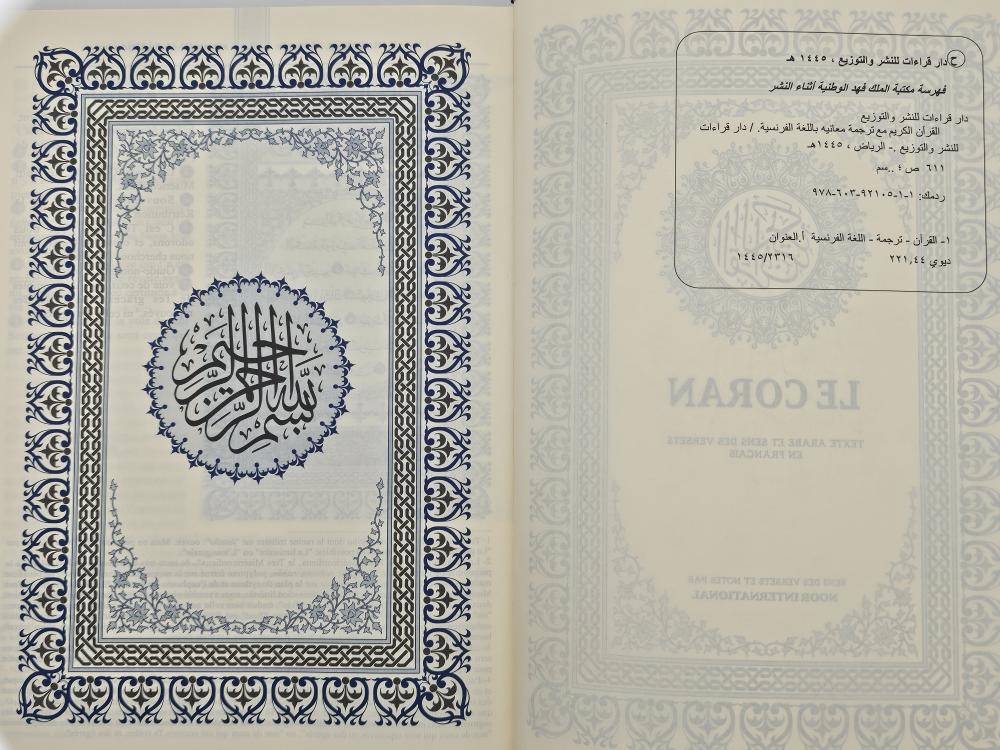 ح دار قراءات للنشر والتوزيع ، ١٤٤٥ هـ
فهرسة مكتبة الملك فهد الوطنية أثناء النشر
دار قراءات للنشر والتوزيع
القرآن الكريم مع ترجمة معانيه باللغة الفرنسية. / دار قراءات
للنشر والتوزيع .- الرياض ، ١٤٤٥هـ
٦١١ ص ؛ ..سم
ردمك: ١-١-٩٢١٠٥-٦٠٣-٩٧٨
١- القرآن - ترجمة - اللغة الفرنسية أ.العنوان
ديوي ٢٢١,٤٤ ١٤٤٥/٢٣١٦
بسم الله الرحمن الرحيم
LE CORAN
TEXTE ARABE ET SENS DES VERSETS
EN FRANÇAIS
SENS DES VERSETS ET NOTES PAR
NOOR INTERNATIONAL